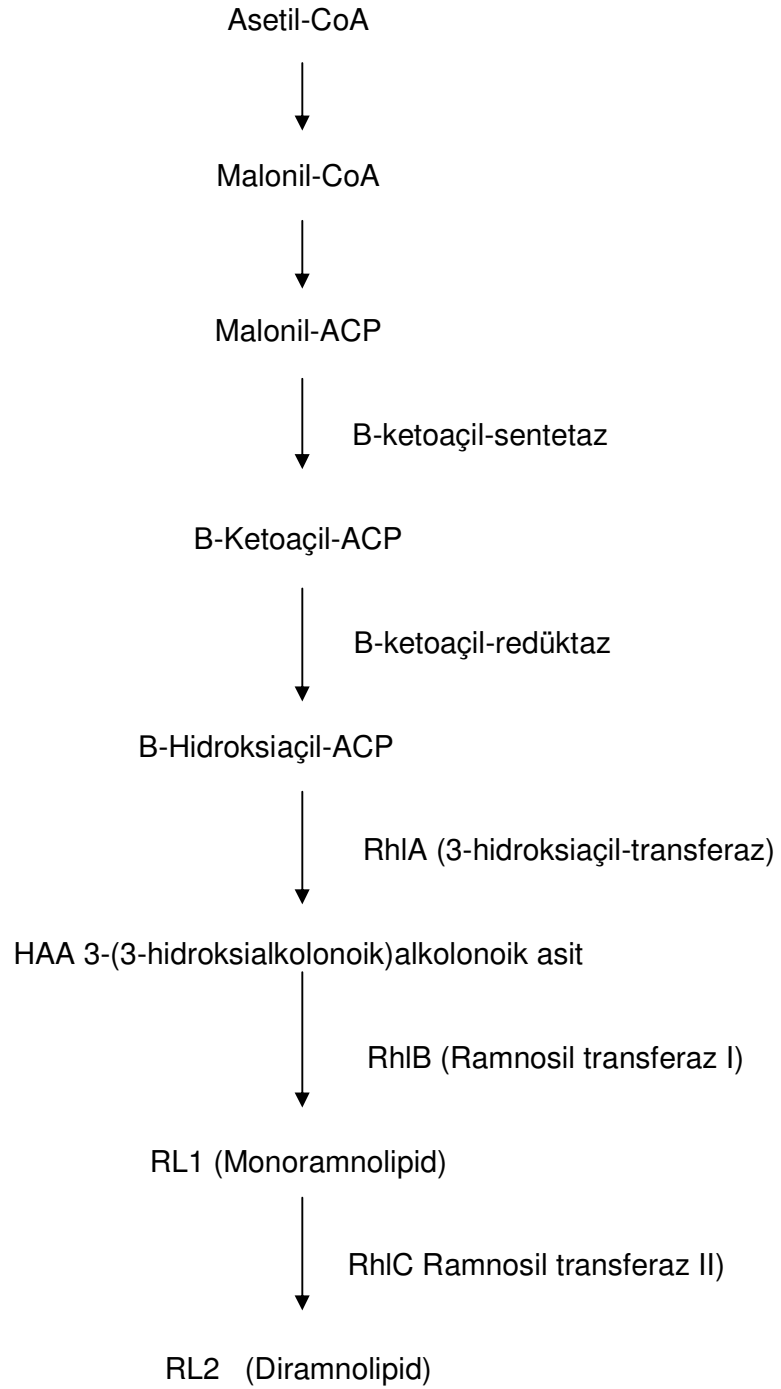 Asetil-CoA
Malonil-CoA
Malonil-ACP
B-ketoaçil-sentetaz
B-Ketoaçil-ACP
B-ketoaçil-redüktaz
B-Hidroksiaçil-ACP
RhlA (3-hidroksiaçil-transferaz)
HAA 3-(3-hidroksialkolonoik)alkolonoik asit
RhlB (Ramnosil transferaz I)
RL1 (Monoramnolipid)
RhlC Ramnosil transferaz II)
RL2 (Diramnolipid)